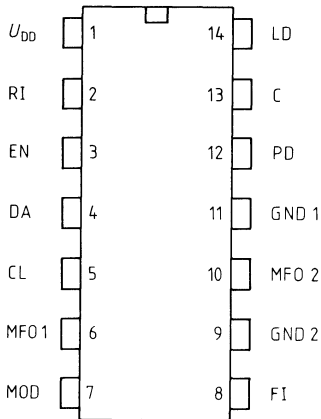 UDD 1 14 LD
RI 2 13 C
EN 3 12 PD
DA 4 11 GND 1
CL 5 10 MFO 2
MFO 1 6 9 GND 2
MOD 7 8 FI